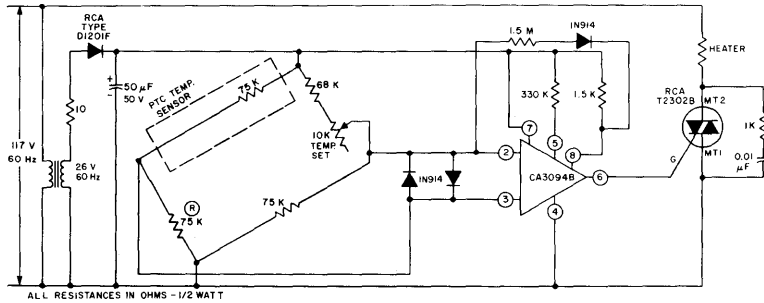 RCA
TYPE
D1201F
117 V
60 Hz
10
26 V
60 Hz
+
-
50 µF
50 V
PTC TEMP.
SENSOR
75 K
68 K
10K
TEMP.
SET
R
75 K
75 K
1N914
1.5 M
1N914
330 K
1.5 K
7
5
8
2
3
CA3094B
6
4
HEATER
RCA
T2302B
MT2
MT1
G
1K
0.01
µF
ALL RESISTANCES IN OHMS - 1/2 WATT